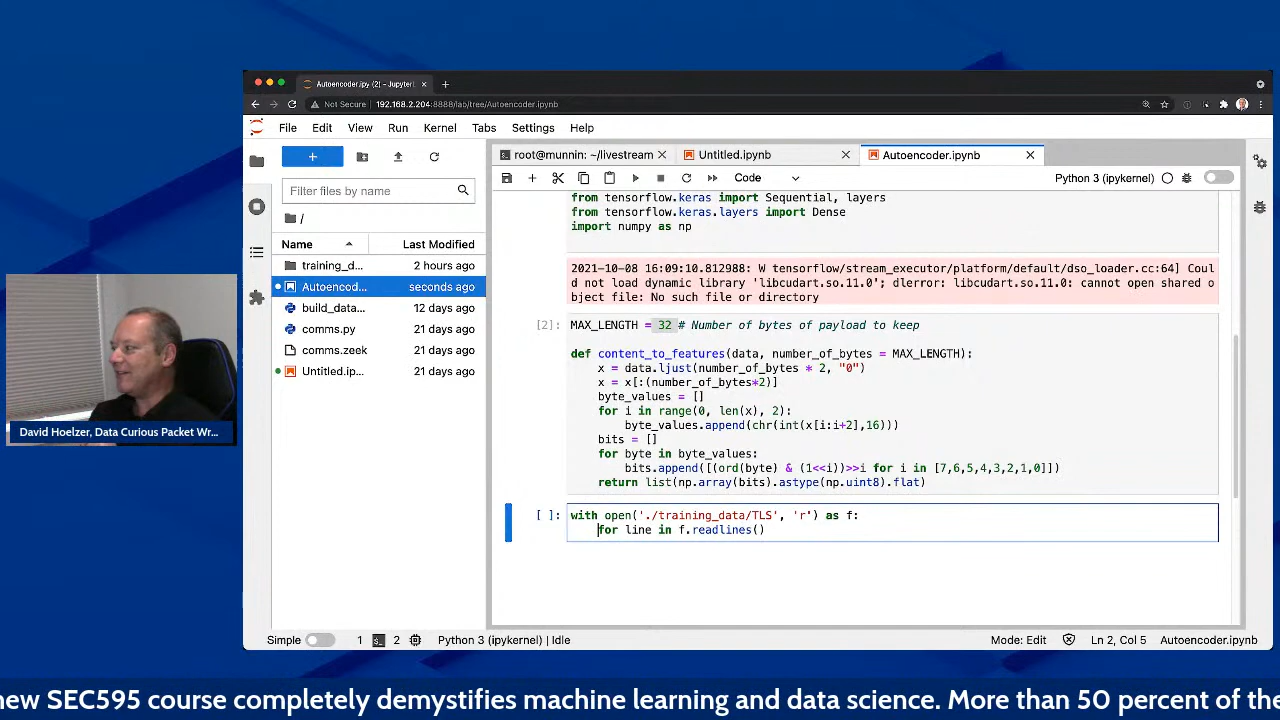 Autoencoder.ipy (2) - JupyterL
Not Secure 192.168.2.204:8888/lab/tree/Autoencoder.ipynb
File Edit View Run Kernel Tabs Settings Help
root@munnin: ~/livestream Untitled.ipynb Autoencoder.ipynb
Code Python 3 (ipykernel)
Filter files by name
/
Name Last Modified
training_d... 2 hours ago
Autoencod... seconds ago
build_data... 12 days ago
comms.py 21 days ago
comms.zeek 21 days ago
Untitled.ip... 21 days ago
from tensorflow.keras import Sequential, layers
from tensorflow.keras.layers import Dense
import numpy as np
2021-10-08 16:09:10.812988: W tensorflow/stream_executor/platform/default/dso_loader.cc:64] Coul
d not load dynamic library 'libcudart.so.11.0'; dlerror: libcudart.so.11.0: cannot open shared o
bject file: No such file or directory
[2]: MAX_LENGTH = 32 # Number of bytes of payload to keep
def content_to_features(data, number_of_bytes = MAX_LENGTH):
x = data.ljust(number_of_bytes * 2, "0")
x = x[:(number_of_bytes*2)]
byte_values = []
for i in range(0, len(x), 2):
byte_values.append(chr(int(x[i:i+2],16)))
bits = []
for byte in byte_values:
bits.append([(ord(byte) & (1<<i))>>i for i in [7,6,5,4,3,2,1,0]])
return list(np.array(bits).astype(np.uint8).flat)
[ ]: with open('./training_data/TLS', 'r') as f:
for line in f.readlines()
David Hoelzer, Data Curious Packet Wr...
Simple 1 2 Python 3 (ipykernel) | Idle Mode: Edit Ln 2, Col 5 Autoencoder.ipynb
new SEC595 course completely demystifies machine learning and data science. More than 50 percent of the